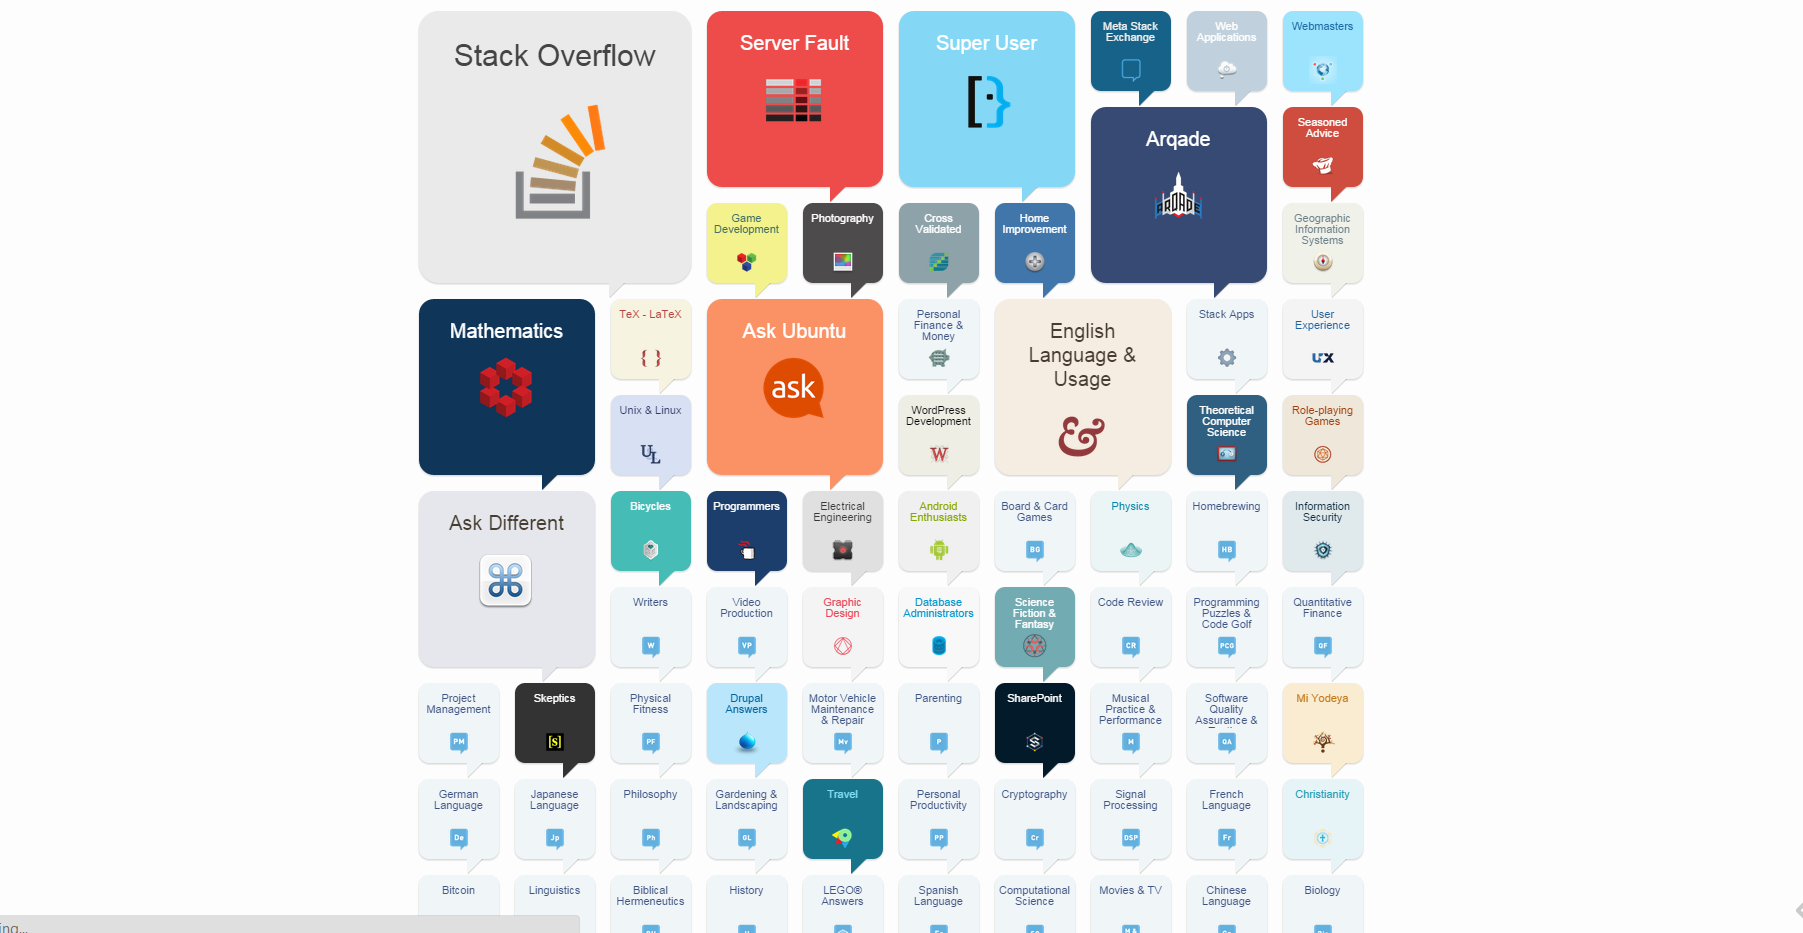 Stack Overflow
Server Fault
Super User
Meta Stack
Exchange
Web
Applications
Webmasters
Arqade
ARQADE
Seasoned
Advice
Game
Development
Photography
Cross
Validated
Home
Improvement
Geographic
Information
Systems
Mathematics
TeX - LaTeX
{ }
Ask Ubuntu
ask
Personal
Finance &
Money
English
Language &
Usage
&
Stack Apps
User
Experience
UX
Unix & Linux
UL
WordPress
Development
W
Theoretical
Computer
Science
Role-playing
Games
Ask Different
⌘
Bicycles
Programmers
Electrical
Engineering
Android
Enthusiasts
Board & Card
Games
BG
Physics
Homebrewing
HB
Information
Security
Writers
W
Video
Production
VP
Graphic
Design
Database
Administrators
Science
Fiction &
Fantasy
Code Review
CR
Programming
Puzzles &
Code Golf
PCG
Quantitative
Finance
QF
Project
Management
PM
Skeptics
[s]
Physical
Fitness
PF
Drupal
Answers
Motor Vehicle
Maintenance
& Repair
Mv
Parenting
P
SharePoint
S
Musical
Practice &
Performance
M
Software
Quality
Assurance &
QA
Mi Yodeya
German
Language
De
Japanese
Language
Jp
Philosophy
Ph
Gardening &
Landscaping
GL
Travel
Personal
Productivity
PP
Cryptography
Cr
Signal
Processing
DSP
French
Language
Fr
Christianity
Bitcoin
Linguistics
Biblical
Hermeneutics
History
LEGO®
Answers
Spanish
Language
Computational
Science
Movies & TV
Chinese
Language
Biology
ing...